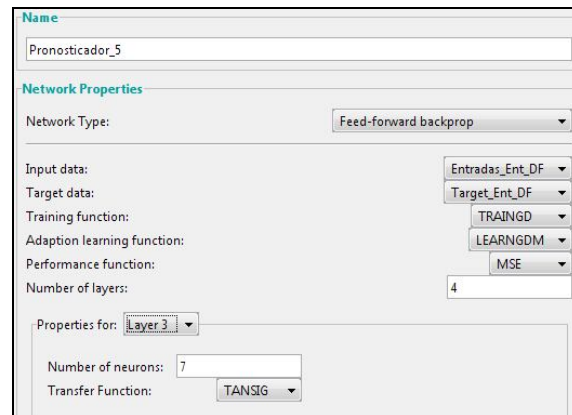 Name
Pronosticador_5
Network Properties
Network Type: Feed-forward backprop
Input data: Entradas_Ent_DF
Target data: Target_Ent_DF
Training function: TRAINGD
Adaption learning function: LEARNGDM
Performance function: MSE
Number of layers: 4
Properties for: Layer 3
Number of neurons: 7
Transfer Function: TANSIG